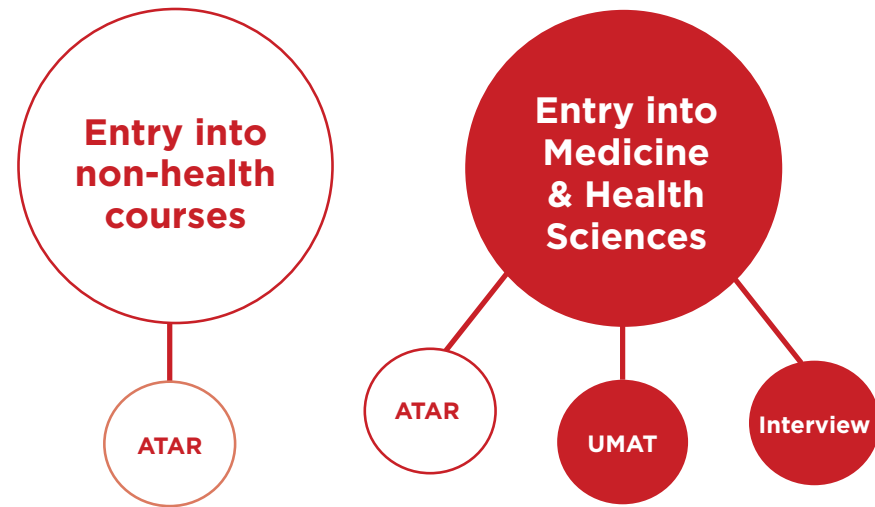 Entry into
non-health
courses
ATAR
Entry into
Medicine
& Health
Sciences
ATAR
UMAT
Interview